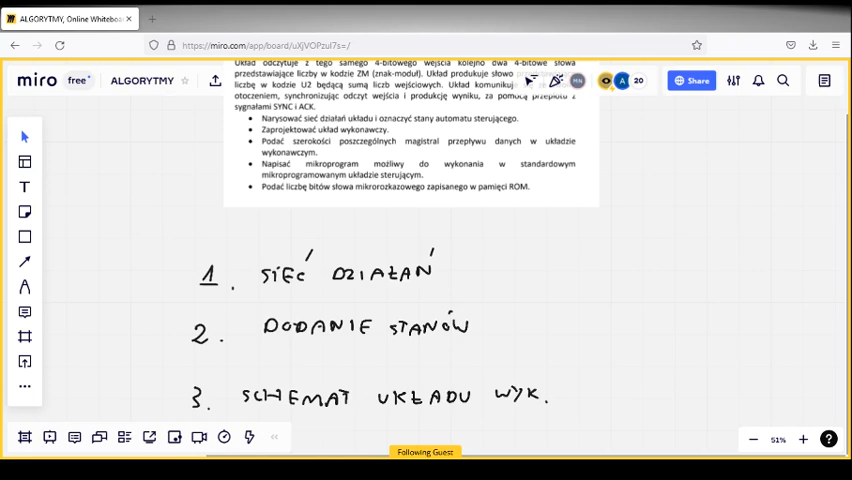 ALGORYTMY, Online Whiteboa
https://miro.com/app/board/uXjVOPzuI7s=/
miro free ALGORYTMY 20 Share
MN A
Układ odczytuje z tego samego 4-bitowego wejścia kolejno dwa 4-bitowe słowa
przedstawiające liczby w kodzie ZM (znak-moduł). Układ produkuje słowo
liczbę w kodzie U2 będącą sumą liczb wejściowych. Układ komunikuje się
otoczeniem, synchronizując odczyt wejścia i produkcję wyniku, za pomocą przeplotu z
sygnałami SYNC i ACK.
• Narysować sieć działań układu i oznaczyć stany automatu sterującego.
• Zaprojektować układ wykonawczy.
• Podać szerokości poszczególnych magistral przepływu danych w układzie
wykonawczym.
• Napisać mikroprogram możliwy do wykonania w standardowym
mikroprogramowanym układzie sterującym.
• Podać liczbę bitów słowa mikrorozkazowego zapisanego w pamięci ROM.
1. SIEĆ DZIAŁAŃ
2. DODANIE STANÓW
3. SCHEMAT UKŁADU WYK.
Following Guest
51%